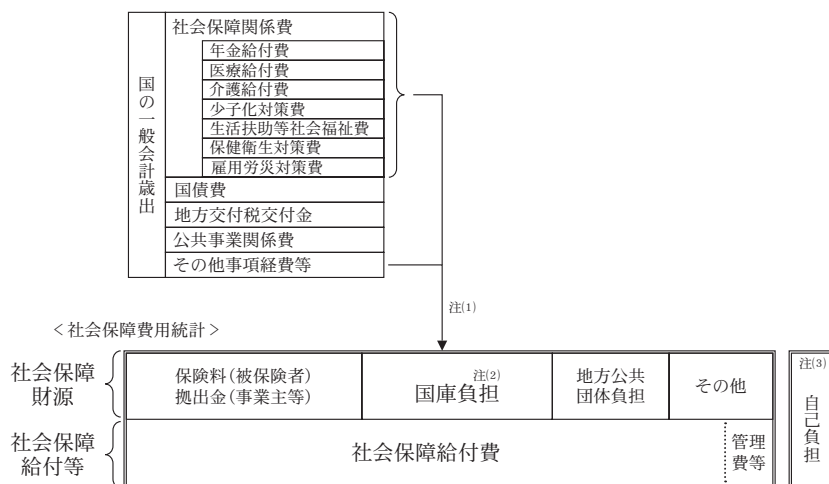 国の一般会計歳出
社会保障関係費
年金給付費
医療給付費
介護給付費
少子化対策費
生活扶助等社会福祉費
保健衛生対策費
雇用労災対策費
国債費
地方交付税交付金
公共事業関係費
その他事項経費等
注(1)
<社会保障費用統計>
社会保障
財源
保険料(被保険者)
拠出金(事業主等)
注(2)
国庫負担
地方公共
団体負担
その他
注(3)
自己負担
社会保障
給付等
社会保障給付費
管理
費等